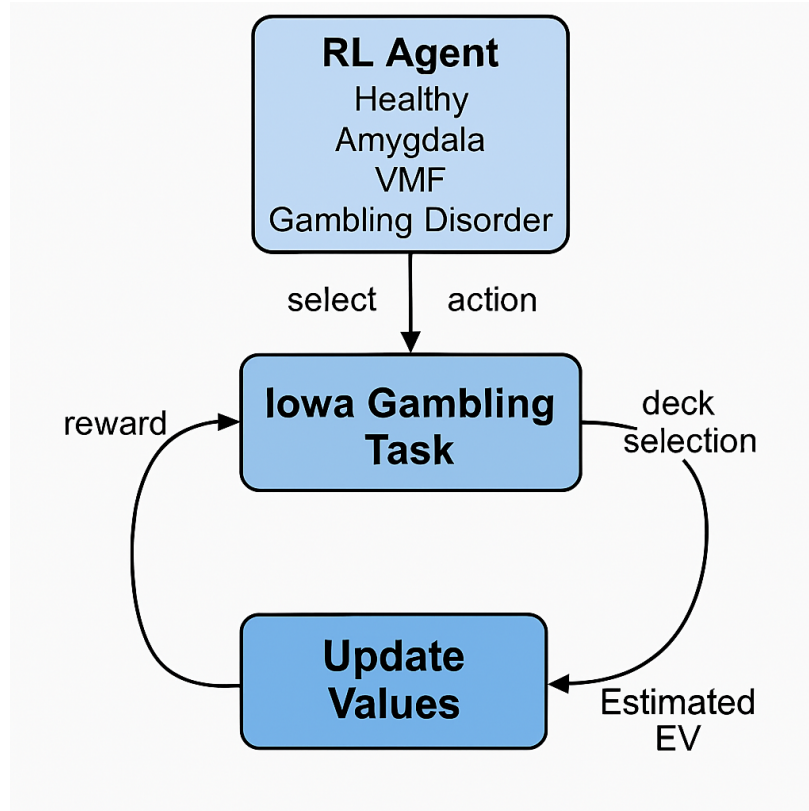 RL Agent
Healthy
Amygdala
VMF
Gambling Disorder
select action
Iowa Gambling
Task
reward
deck
selection
Update
Values
Estimated
EV